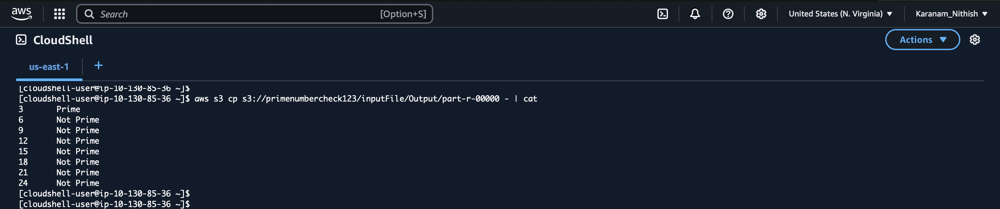 aws Search [Option+S] United States (N. Virginia) Karanam_Nithish
CloudShell Actions
us-east-1 +
[cloudshell-user@ip-10-130-85-36 ~]$
[cloudshell-user@ip-10-130-85-36 ~]$ aws s3 cp s3://primenumbercheck123/inputFile/Output/part-r-00000 - | cat
3 Prime
6 Not Prime
9 Not Prime
12 Not Prime
15 Not Prime
18 Not Prime
21 Not Prime
24 Not Prime
[cloudshell-user@ip-10-130-85-36 ~]$
[cloudshell-user@ip-10-130-85-36 ~]$